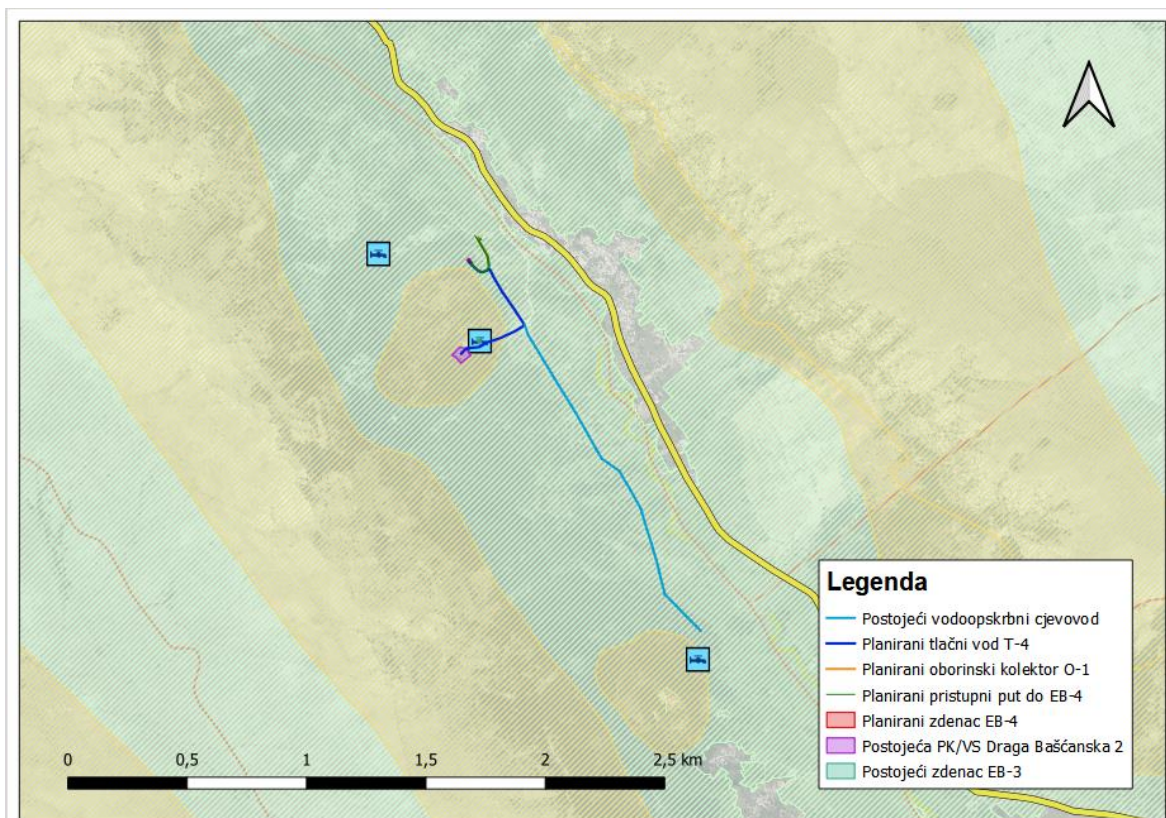 Legenda
Postojeći vodoopskrbni cjevovod
Planirani tlačni vod T-4
Planirani oborinski kolektor O-1
Planirani pristupni put do EB-4
Planirani zdenac EB-4
Postojeća PK/VS Draga Bašćanska 2
Postojeći zdenac EB-3
0 0,5 1 1,5 2 2,5 km